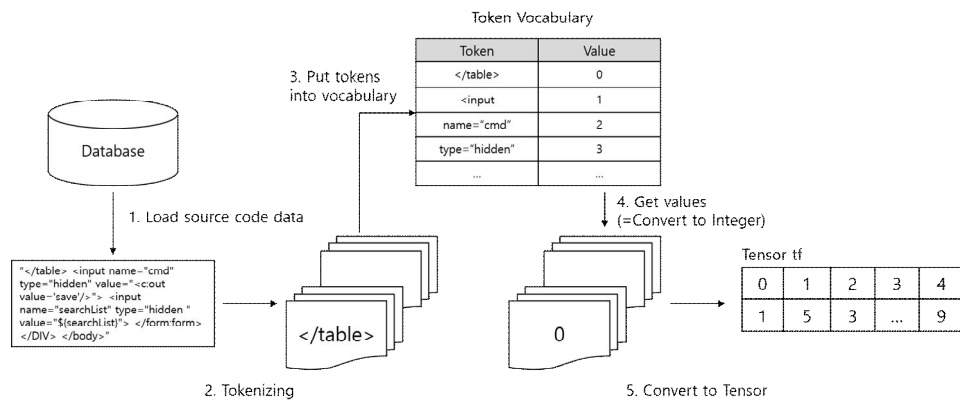 Token Vocabulary
Token Value
</table> 0
<input 1
name="cmd" 2
type="hidden" 3
... ...
3. Put tokens
into vocabulary
Database
1. Load source code data
"</table> <input name="cmd"
type="hidden" value="<c:out
value='save'/>"> <input
name="searchList" type="hidden "
value="${searchList}"> </form:form>
</DIV> </body>"
</table>
2. Tokenizing
4. Get values
(=Convert to Integer)
0
5. Convert to Tensor
Tensor tf
0 1 2 3 4
1 5 3 ... 9